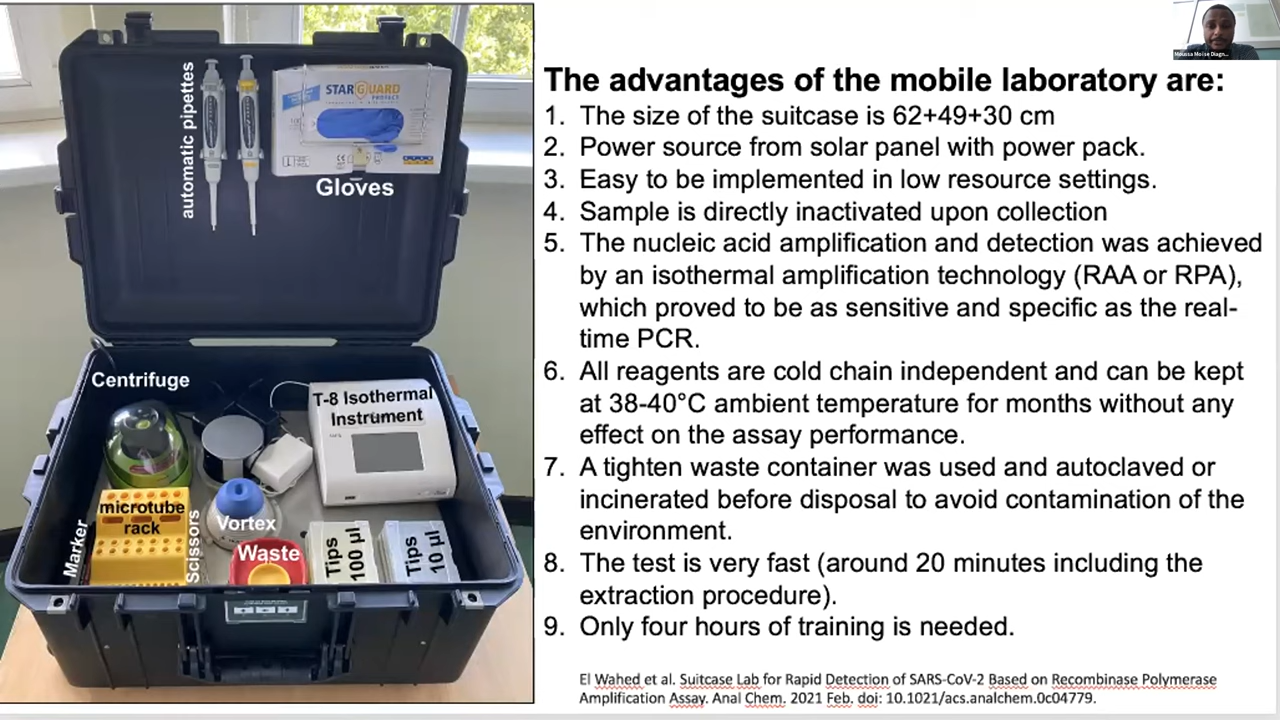 automatic pipettes
STARGUARD
PROTECT
Gloves
Centrifuge
T-8 Isothermal
Instrument
microtube
rack
Marker
Scissors
Vortex
Waste
Tips
100 µl
Tips
10 µl
The advantages of the mobile laboratory are:
1. The size of the suitcase is 62+49+30 cm
2. Power source from solar panel with power pack.
3. Easy to be implemented in low resource settings.
4. Sample is directly inactivated upon collection
5. The nucleic acid amplification and detection was achieved
by an isothermal amplification technology (RAA or RPA),
which proved to be as sensitive and specific as the real-
time PCR.
6. All reagents are cold chain independent and can be kept
at 38-40°C ambient temperature for months without any
effect on the assay performance.
7. A tighten waste container was used and autoclaved or
incinerated before disposal to avoid contamination of the
environment.
8. The test is very fast (around 20 minutes including the
extraction procedure).
9. Only four hours of training is needed.
El Wahed et al. Suitcase Lab for Rapid Detection of SARS-CoV-2 Based on Recombinase Polymerase
Amplification Assay. Anal Chem. 2021 Feb. doi: 10.1021/acs.analchem.0c04779.
Moussa Moise Diagn...